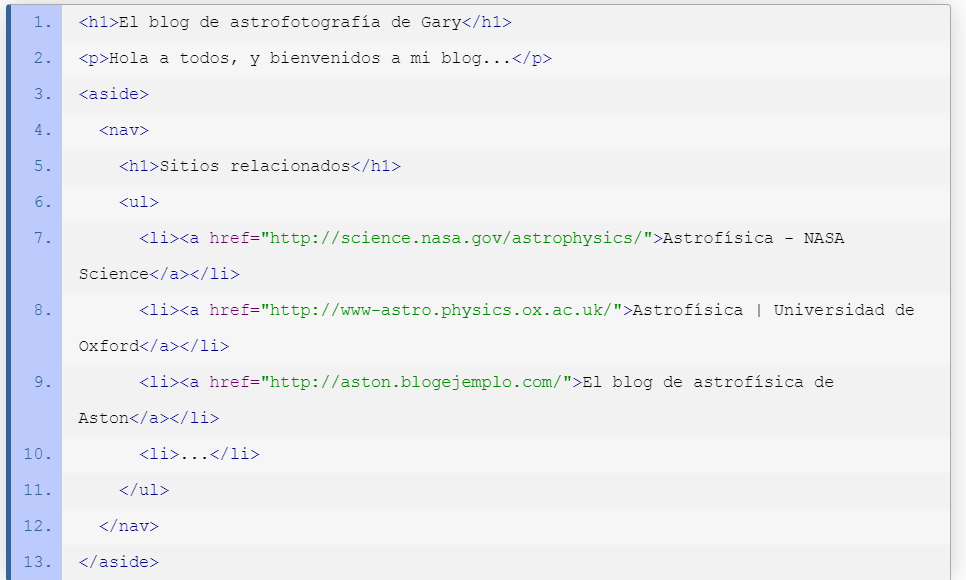 1. <h1>El blog de astrofotografía de Gary</h1>
2. <p>Hola a todos, y bienvenidos a mi blog...</p>
3. <aside>
4. <nav>
5. <h1>Sitios relacionados</h1>
6. <ul>
7. <li><a href="http://science.nasa.gov/astrophysics/">Astrofísica - NASA
Science</a></li>
8. <li><a href="http://www-astro.physics.ox.ac.uk/">Astrofísica | Universidad de
Oxford</a></li>
9. <li><a href="http://aston.blogejemplo.com/">El blog de astrofísica de
Aston</a></li>
10. <li>...</li>
11. </ul>
12. </nav>
13. </aside>